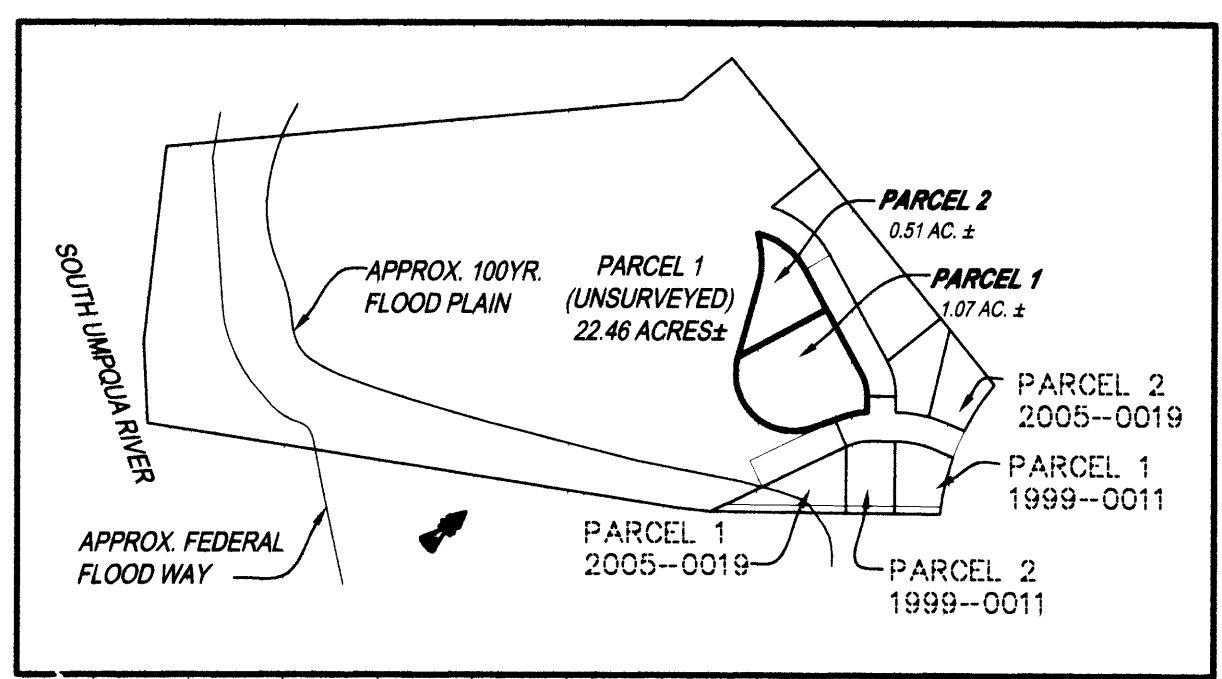 PARCEL 2
0.51 AC. ±
SOUTH UMPQUA RIVER
APPROX. 100YR.
FLOOD PLAIN
PARCEL 1
(UNSURVEYED)
22.46 ACRES±
PARCEL 1
1.07 AC. ±
PARCEL 2
2005--0019
PARCEL 1
1999--0011
APPROX. FEDERAL
FLOOD WAY
PARCEL 1
2005--0019
PARCEL 2
1999--0011